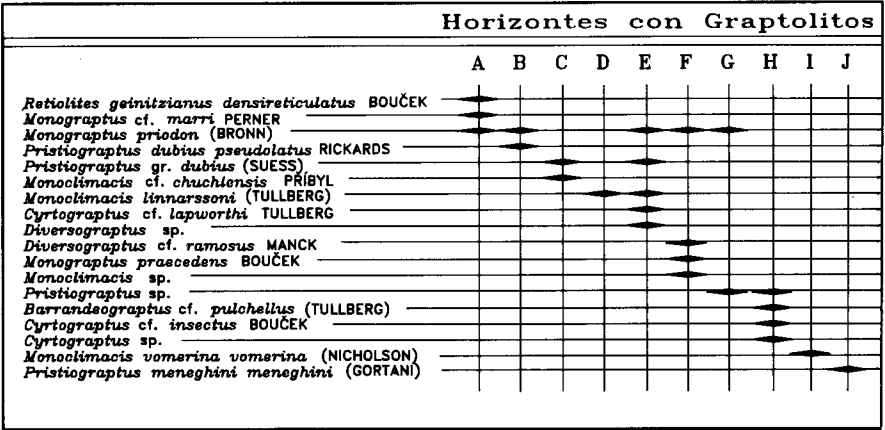 Horizontes con Graptolitos
A B C D E F G H I J
Retiolites geinitzianus densireticulatus BOUČEK
Monograptus cf. marri PERNER
Monograptus priodon (BRONN)
Pristiograptus dubius pseudolatus RICKARDS
Pristiograptus gr. dubius (SUESS)
Monoclimacis cf. chuchlensis PŘIBYL
Monoclimacis linnarssoni (TULLBERG)
Cyrtograptus cf. lapworthi TULLBERG
Diversograptus sp.
Diversograptus cf. ramosus MANCK
Monograptus praecedens BOUČEK
Monoclimacis sp.
Pristiograptus sp.
Barrandeograptus cf. pulchellus (TULLBERG)
Cyrtograptus cf. insectus BOUČEK
Cyrtograptus sp.
Monoclimacis vomerina vomerina (NICHOLSON)
Pristiograptus meneghini meneghini (GORTANI)